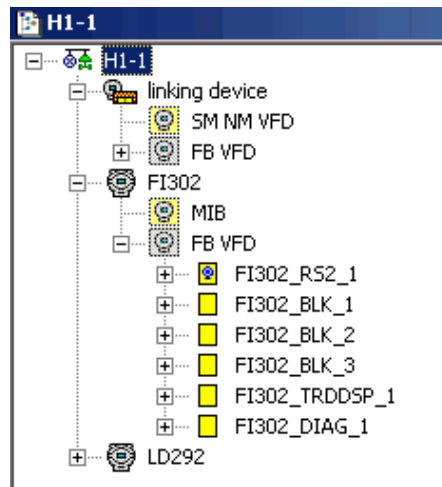 H1-1
H1-1
linking device
SM NM VFD
FB VFD
FI302
MIB
FB VFD
FI302_RS2_1
FI302_BLK_1
FI302_BLK_2
FI302_BLK_3
FI302_TRDDSP_1
FI302_DIAG_1
LD292